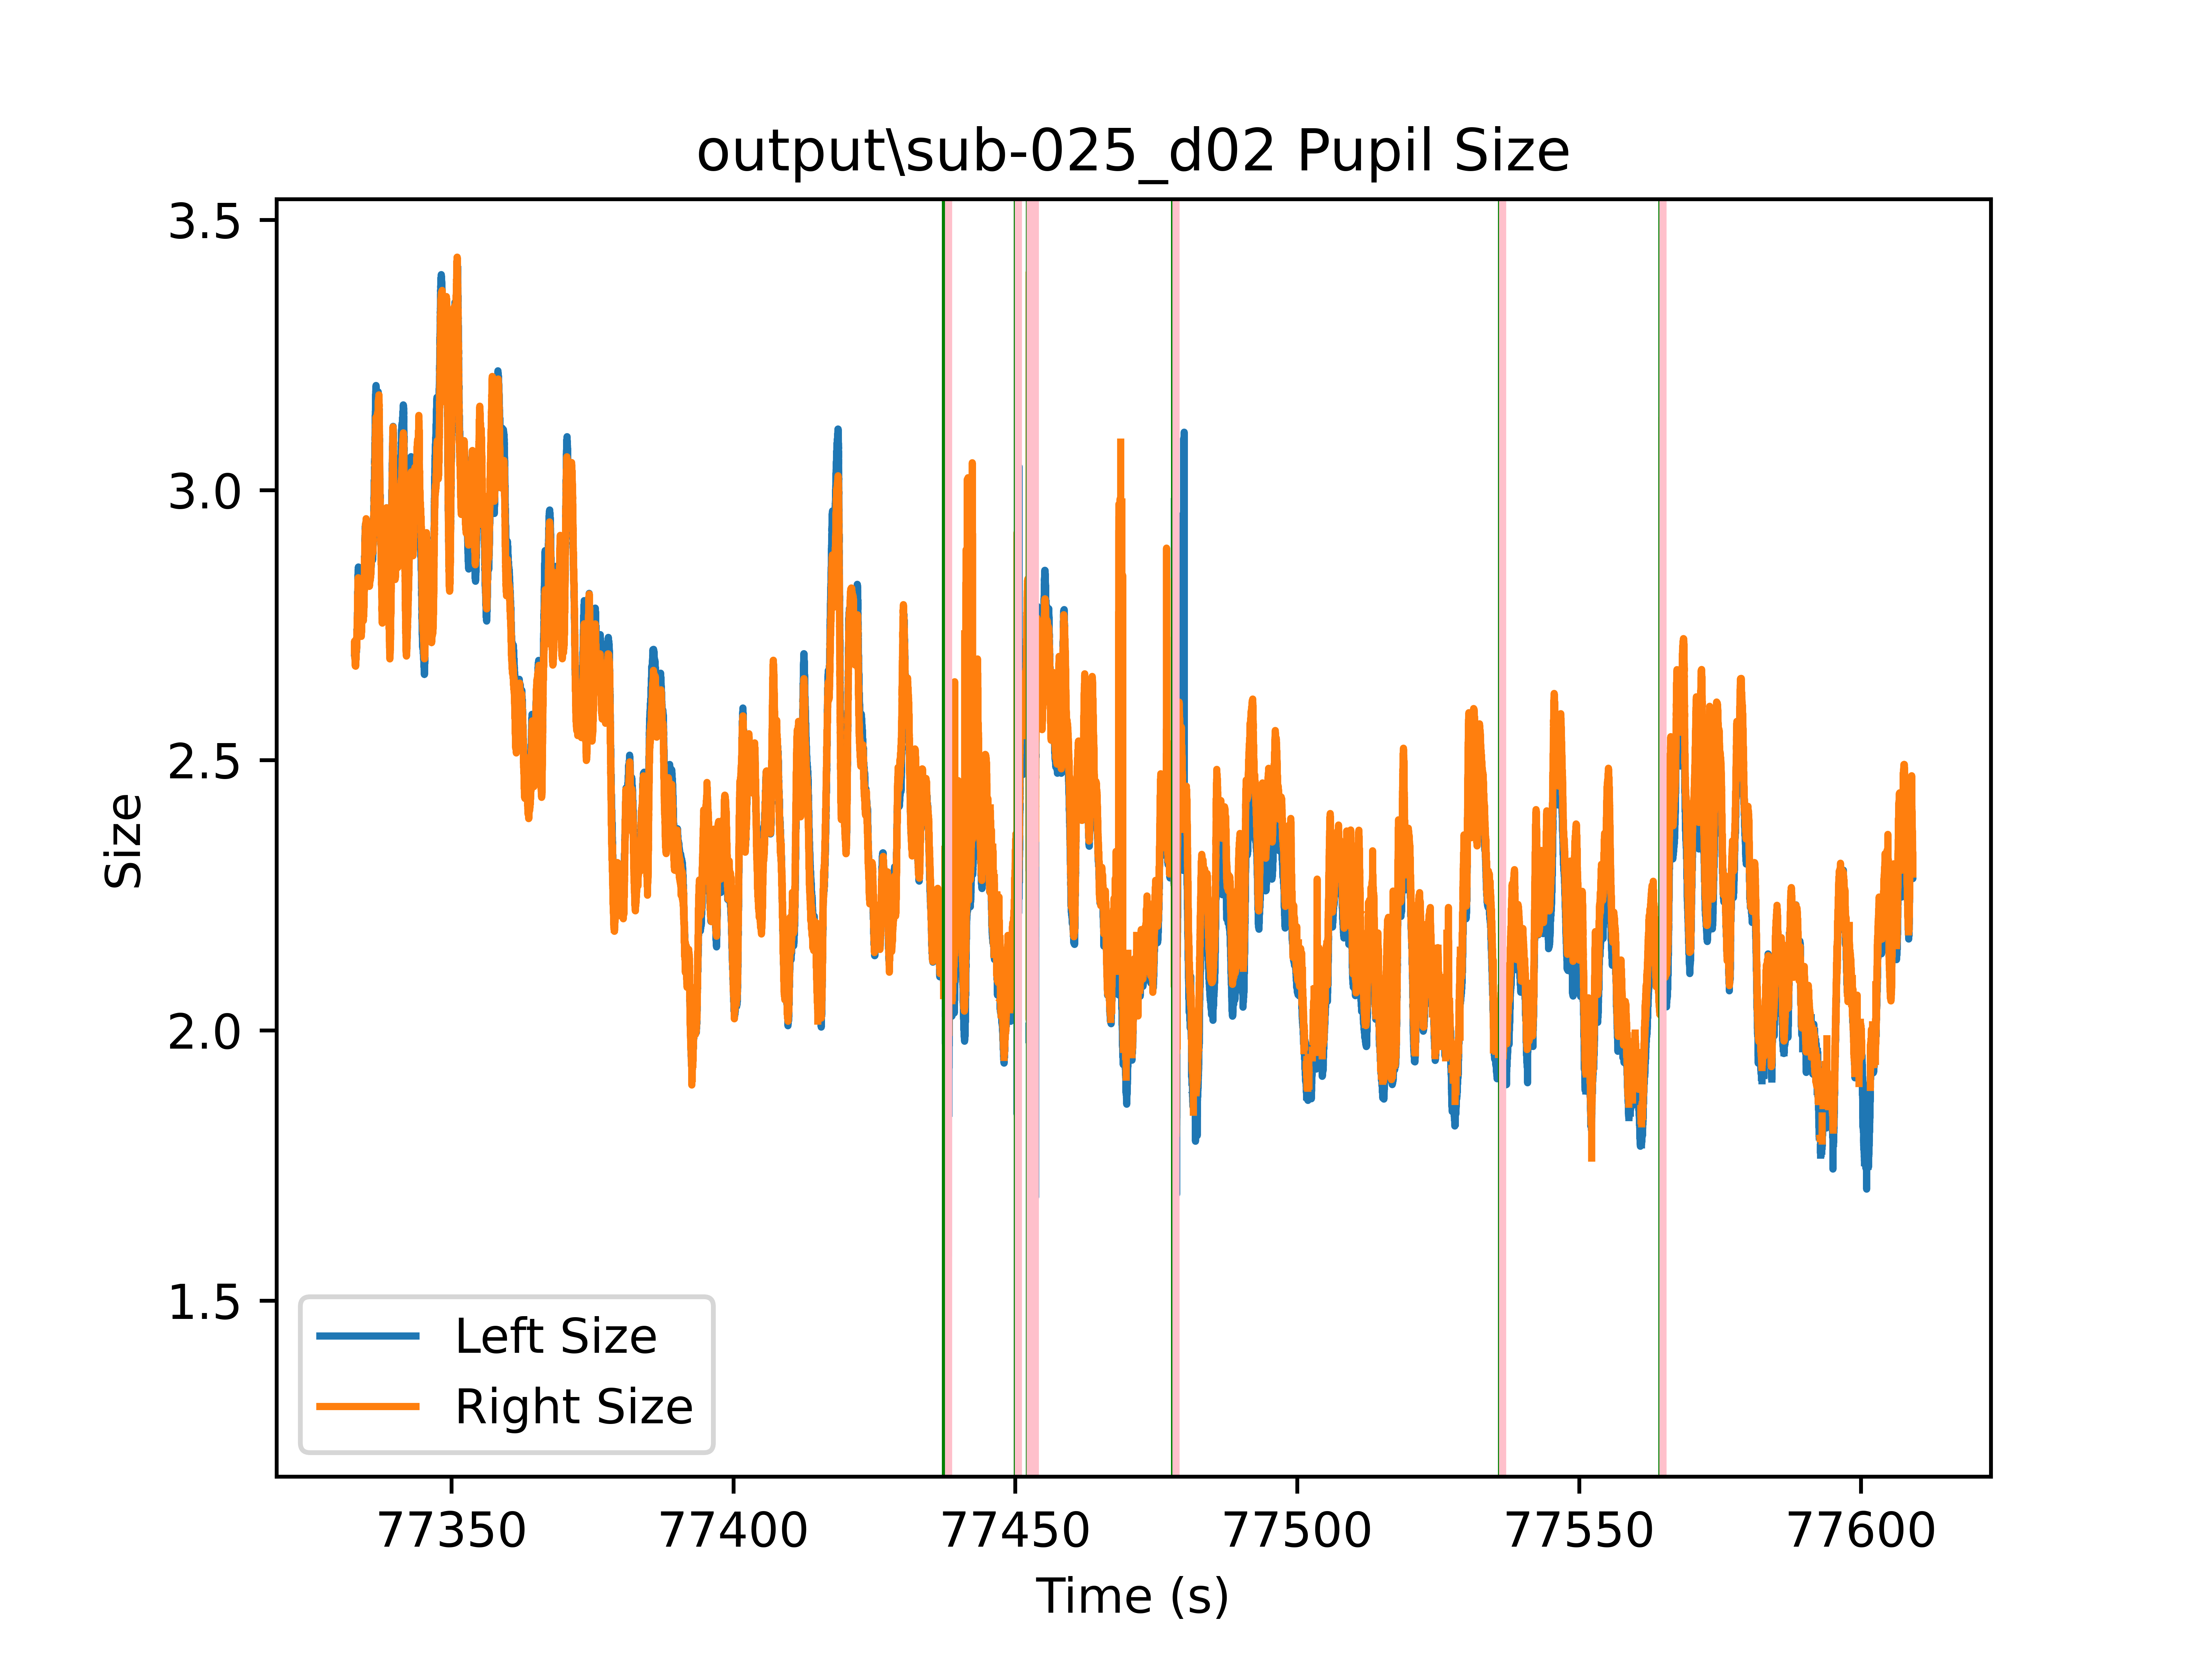 output\sub-025_d02 Pupil Size
3.5
3.0
2.5
2.0
1.5
Size
Left Size
Right Size
77350 77400 77450 77500 77550 77600
Time (s)